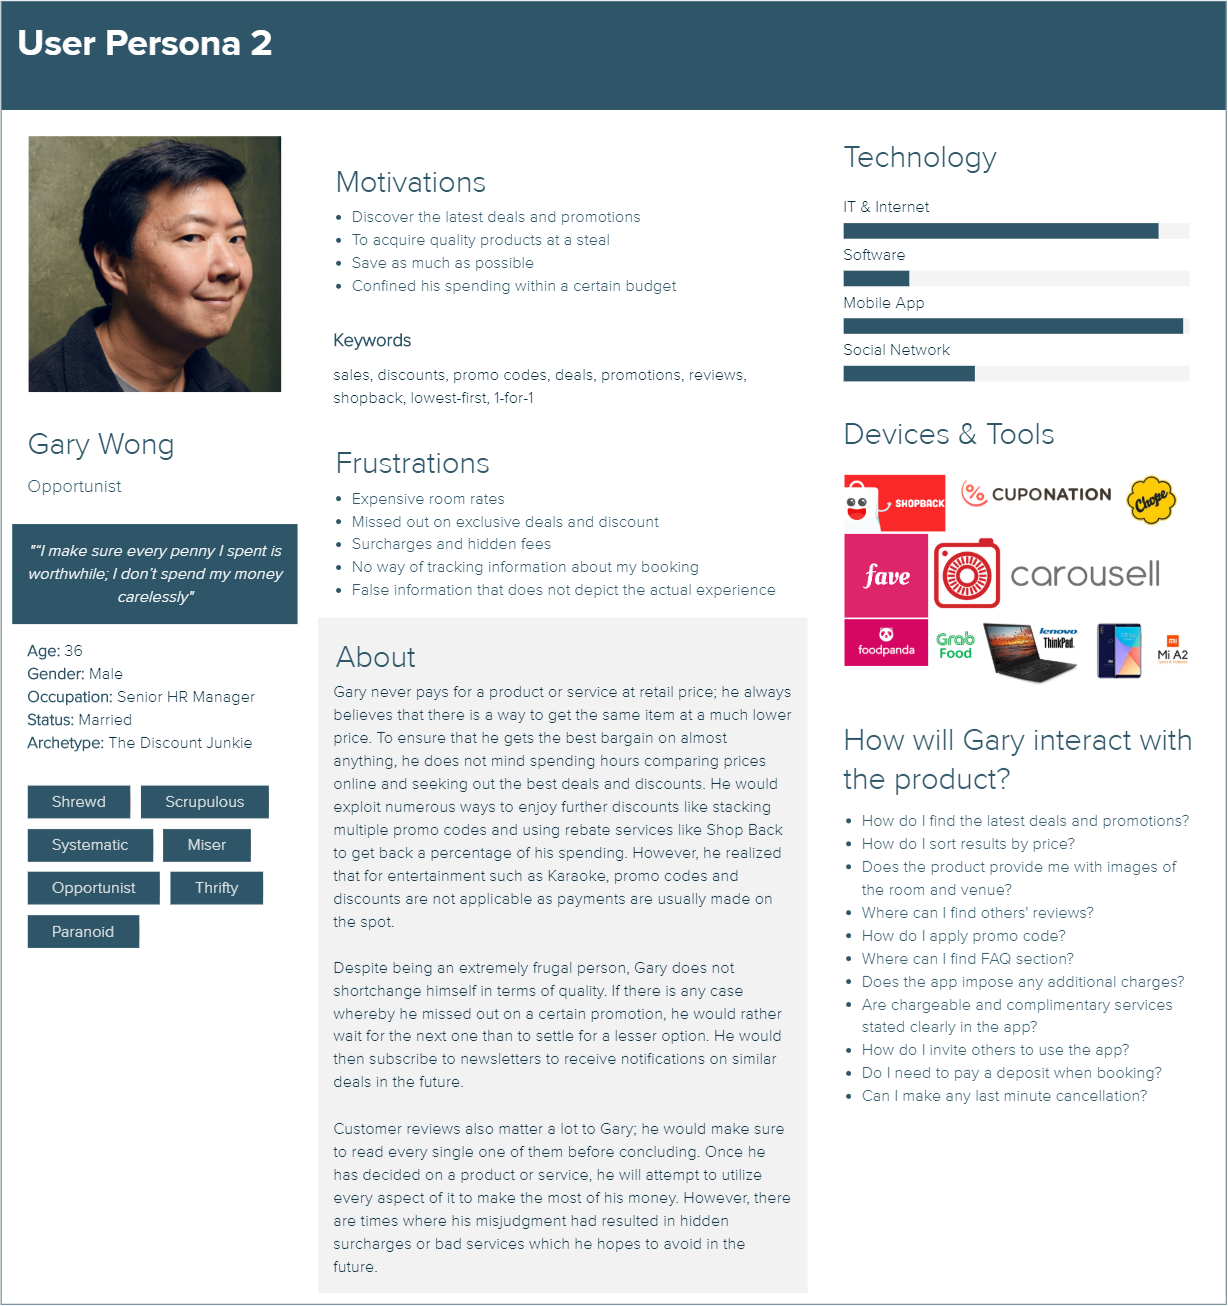 User Persona 2
Gary Wong
Opportunist
"“I make sure every penny I spent is
worthwhile; I don’t spend my money
carelessly"
Age: 36
Gender: Male
Occupation: Senior HR Manager
Status: Married
Archetype: The Discount Junkie
Shrewd
Scrupulous
Systematic
Miser
Opportunist
Thrifty
Paranoid
Motivations
• Discover the latest deals and promotions
• To acquire quality products at a steal
• Save as much as possible
• Confined his spending within a certain budget
Keywords
sales, discounts, promo codes, deals, promotions, reviews,
shopback, lowest-first, 1-for-1
Frustrations
• Expensive room rates
• Missed out on exclusive deals and discount
• Surcharges and hidden fees
• No way of tracking information about my booking
• False information that does not depict the actual experience
About
Gary never pays for a product or service at retail price; he always
believes that there is a way to get the same item at a much lower
price. To ensure that he gets the best bargain on almost
anything, he does not mind spending hours comparing prices
online and seeking out the best deals and discounts. He would
exploit numerous ways to enjoy further discounts like stacking
multiple promo codes and using rebate services like Shop Back
to get back a percentage of his spending. However, he realized
that for entertainment such as Karaoke, promo codes and
discounts are not applicable as payments are usually made on
the spot.
Despite being an extremely frugal person, Gary does not
shortchange himself in terms of quality. If there is any case
whereby he missed out on a certain promotion, he would rather
wait for the next one than to settle for a lesser option. He would
then subscribe to newsletters to receive notifications on similar
deals in the future.
Customer reviews also matter a lot to Gary; he would make sure
to read every single one of them before concluding. Once he
has decided on a product or service, he will attempt to utilize
every aspect of it to make the most of his money. However, there
are times where his misjudgment had resulted in hidden
surcharges or bad services which he hopes to avoid in the
future.
Technology
IT & Internet
Software
Mobile App
Social Network
Devices & Tools
SHOPBACK
CUPONATION
Chope
fave
carousell
foodpanda
Grab
Food
lenovo
ThinkPad.
mi
Mi A2
How will Gary interact with
the product?
• How do I find the latest deals and promotions?
• How do I sort results by price?
• Does the product provide me with images of
the room and venue?
• Where can I find others' reviews?
• How do I apply promo code?
• Where can I find FAQ section?
• Does the app impose any additional charges?
• Are chargeable and complimentary services
stated clearly in the app?
• How do I invite others to use the app?
• Do I need to pay a deposit when booking?
• Can I make any last minute cancellation?